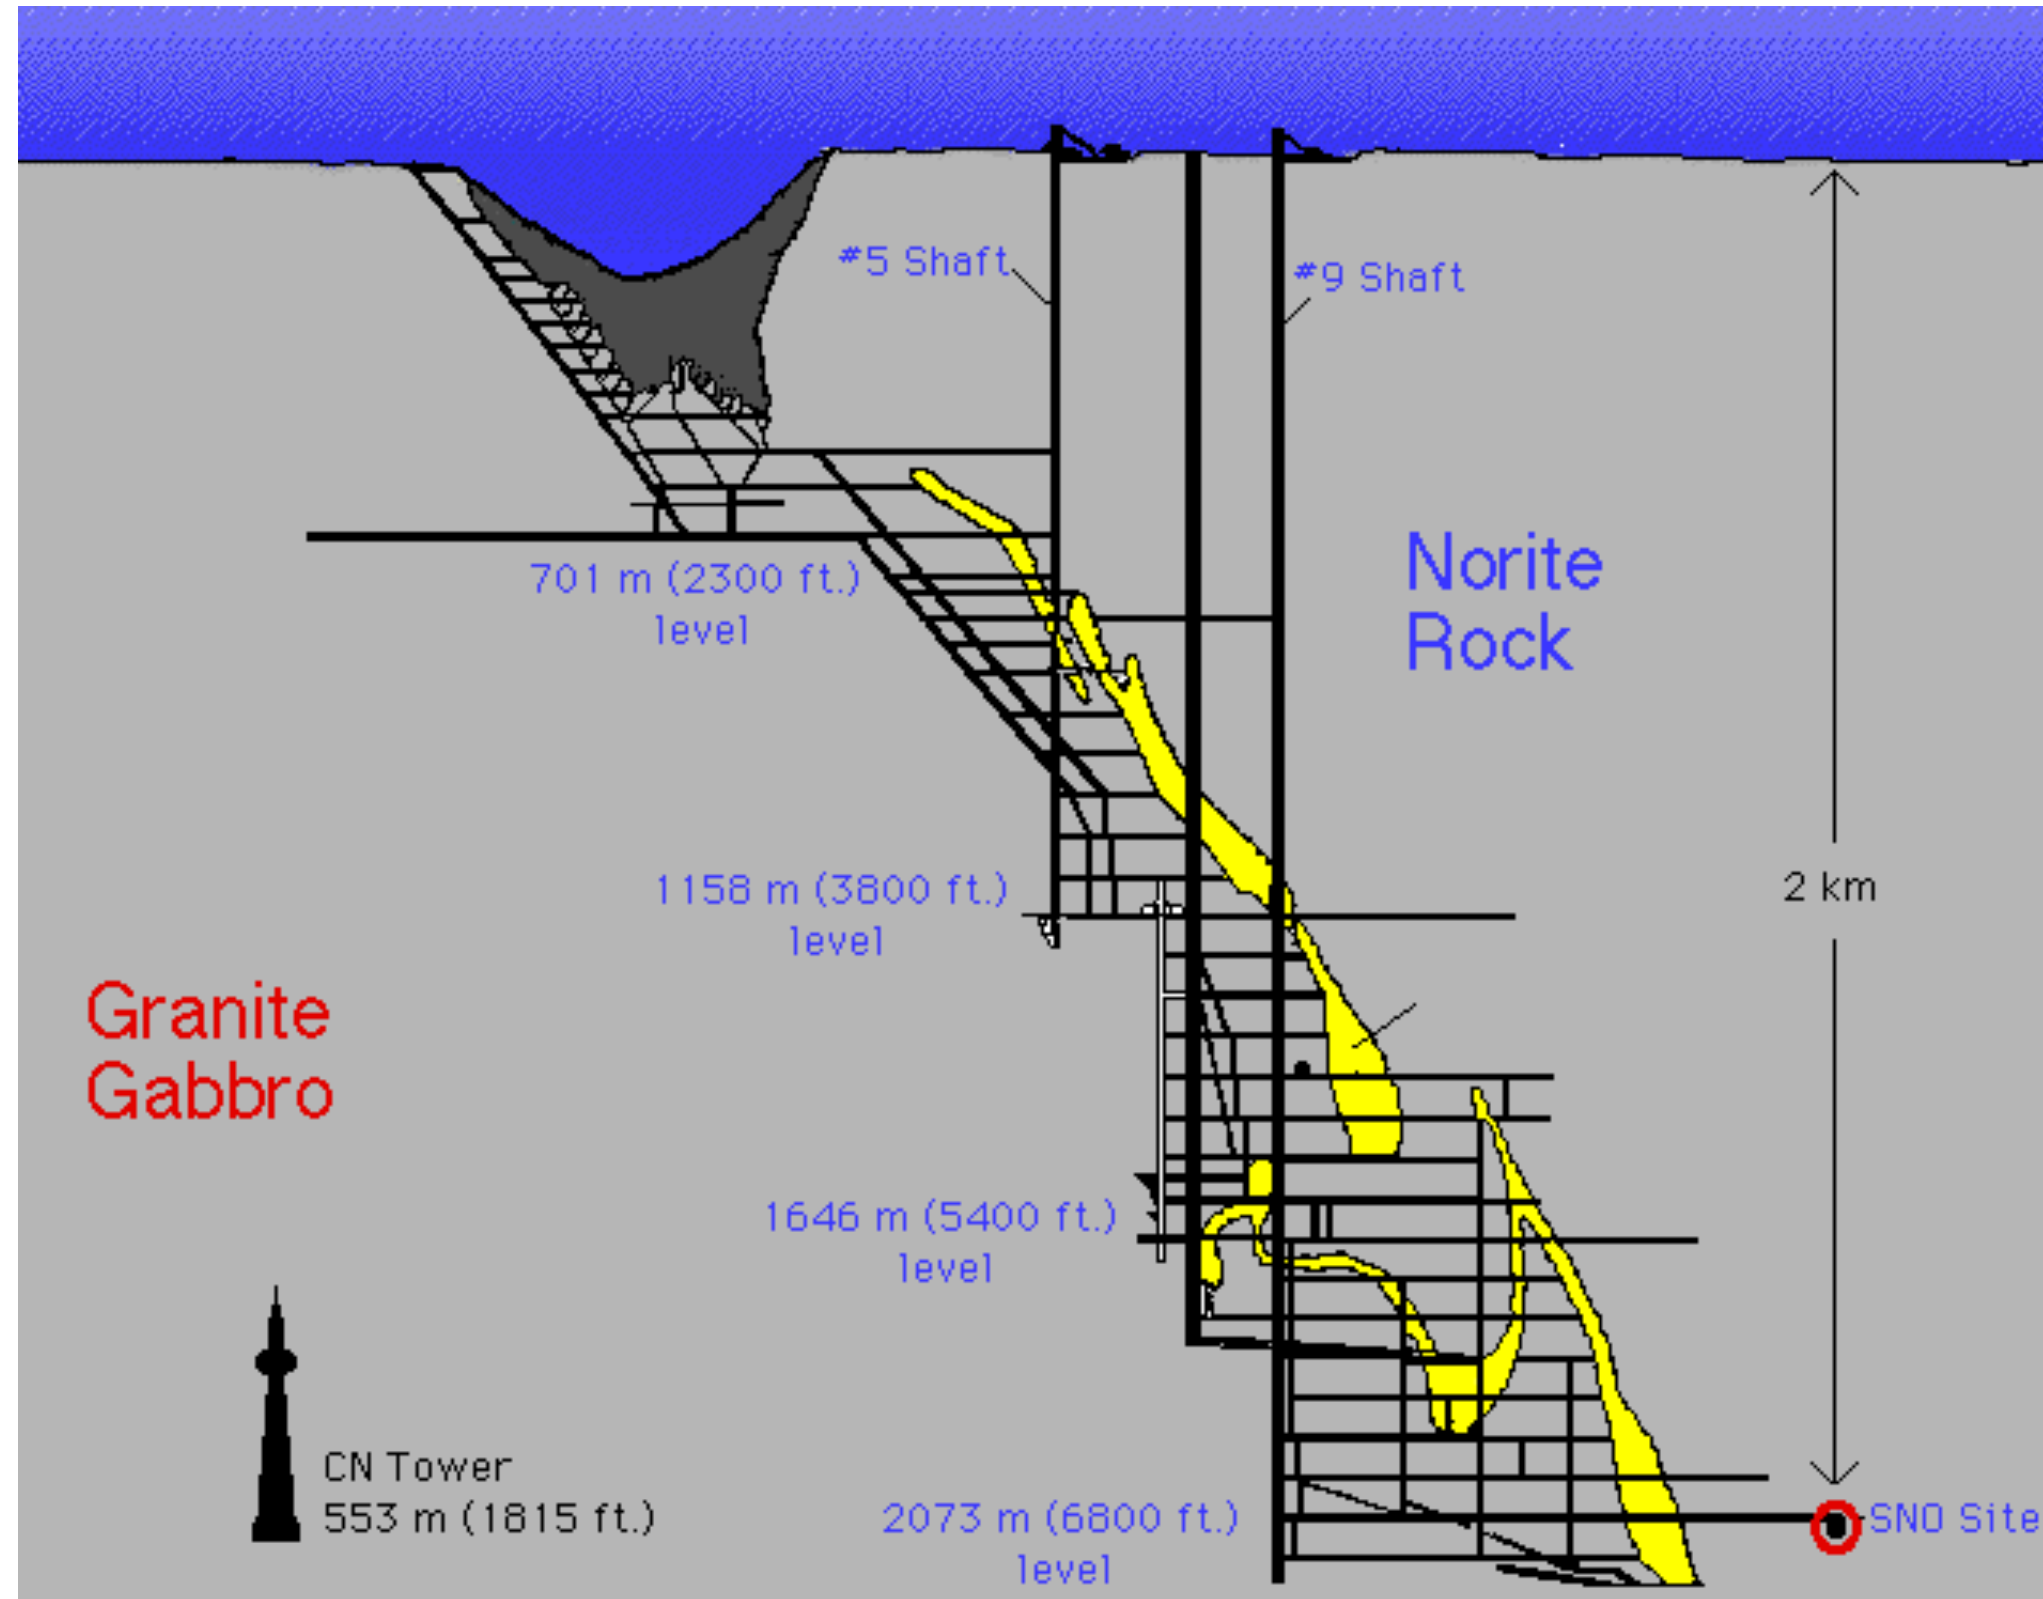 #5 Shaft
#9 Shaft
701 m (2300 ft.)
level
Norite
Rock
1158 m (3800 ft.)
level
2 km
Granite
Gabbro
1646 m (5400 ft.)
level
CN Tower
553 m (1815 ft.)
2073 m (6800 ft.)
level
SNO Site